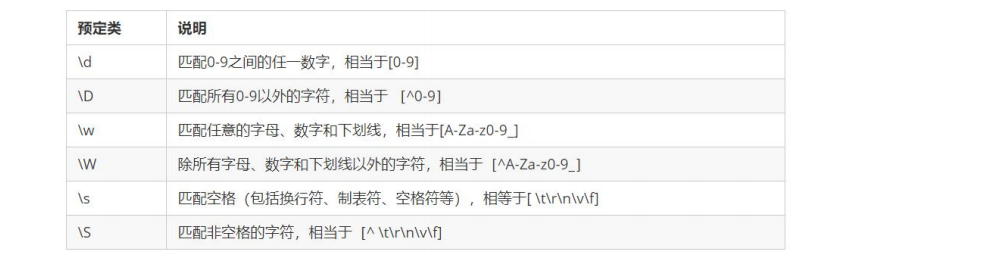 预定类 说明
\d 匹配0-9之间的任一数字，相当于[0-9]
\D 匹配所有0-9以外的字符，相当于 [^0-9]
\w 匹配任意的字母、数字和下划线，相当于[A-Za-z0-9_]
\W 除所有字母、数字和下划线以外的字符，相当于 [^A-Za-z0-9_]
\s 匹配空格（包括换行符、制表符、空格符等），相等于[ \t\r\n\v\f]
\S 匹配非空格的字符，相当于 [^ \t\r\n\v\f]